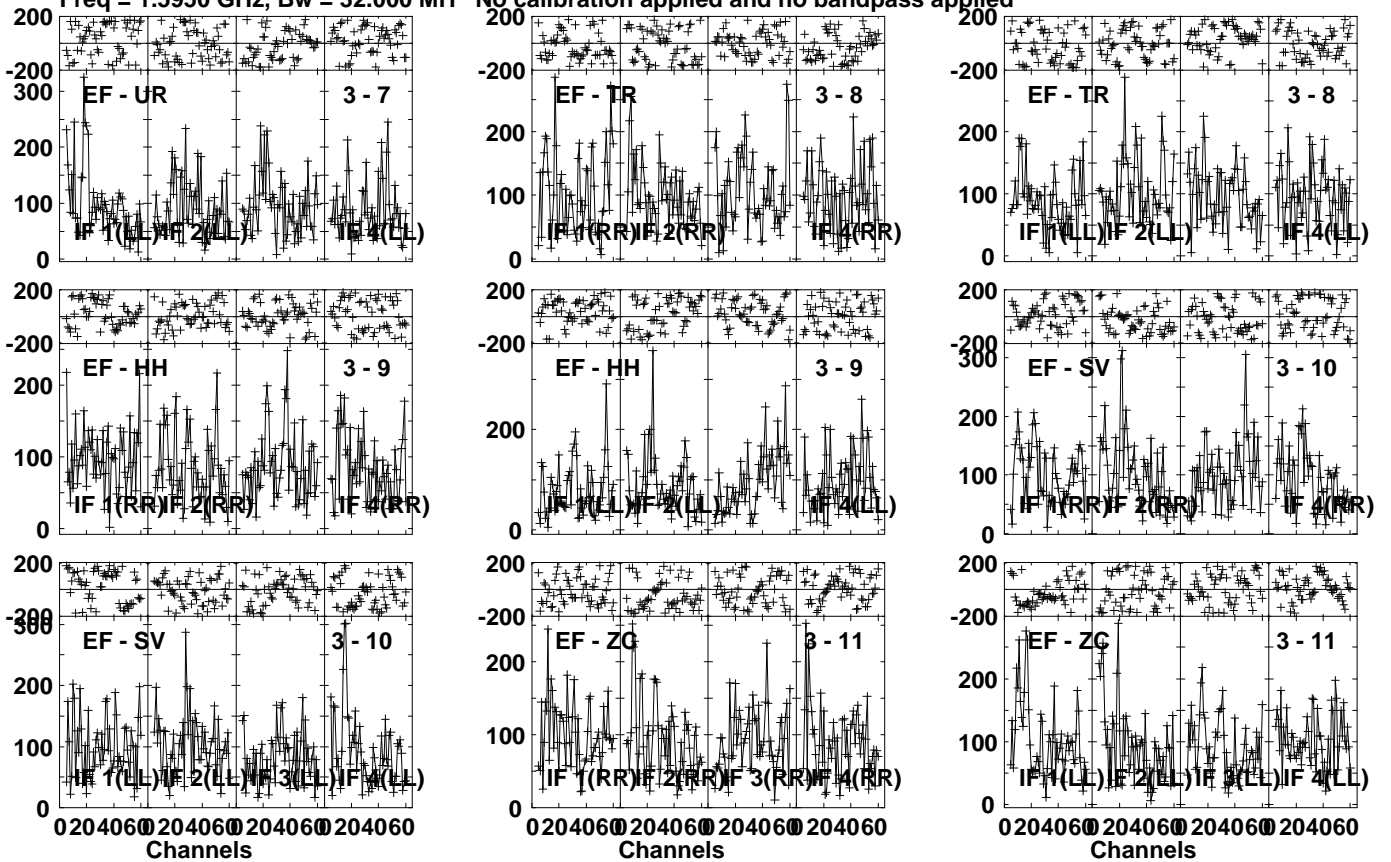 Freq = 1.5950 GHz, Bw = 32.000 MH No calibration applied and no bandpass applied
200
-200
300
200
100
0
EF - UR 3 - 7
IF 1(LL) IF 2(LL) IF 4(LL)
200
-200
200
100
0
EF - TR 3 - 8
IF 1(RR) IF 2(RR) IF 4(RR)
200
-200
200
100
0
EF - TR 3 - 8
IF 1(LL) IF 2(LL) IF 4(LL)
200
-200
200
100
0
EF - HH 3 - 9
IF 1(RR) IF 2(RR) IF 4(RR)
200
-200
200
0
EF - HH 3 - 9
IF 1(LL) IF 2(LL) IF 4(LL)
200
-200
300
200
100
0
EF - SV 3 - 10
IF 1(RR) IF 2(RR) IF 4(RR)
200
-200
300
200
100
0
EF - SV 3 - 10
IF 1(LL) IF 2(LL) IF 3(LL) IF 4(LL)
0 20 40 60 0 20 40 60 0 20 40 60 0 20 40 60
Channels
200
-200
200
100
0
EF - ZC 3 - 11
IF 1(RR) IF 2(RR) IF 3(RR) IF 4(RR)
0 20 40 60 0 20 40 60 0 20 40 60 0 20 40 60
Channels
200
-200
200
100
0
EF - ZC 3 - 11
IF 1(LL) IF 2(LL) IF 3(LL) IF 4(LL)
0 20 40 60 0 20 40 60 0 20 40 60 0 20 40 60
Channels